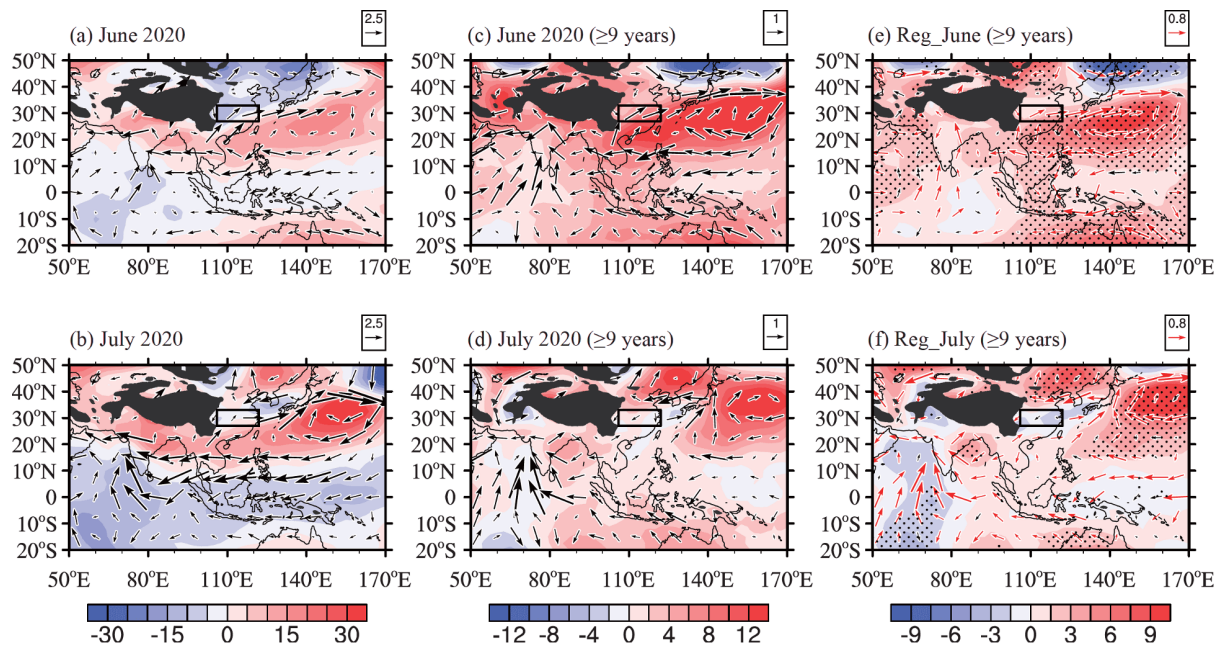 (a) June 2020
2.5
(c) June 2020 (≥9 years)
1
(e) Reg_June (≥9 years)
0.8
50°N
40°N
30°N
20°N
10°N
0
10°S
20°S
50°E
80°E
110°E
140°E
170°E
50°N
40°N
30°N
20°N
10°N
0
10°S
20°S
50°E
80°E
110°E
140°E
170°E
50°N
40°N
30°N
20°N
10°N
0
10°S
20°S
50°E
80°E
110°E
140°E
170°E
(b) July 2020
2.5
(d) July 2020 (≥9 years)
1
(f) Reg_July (≥9 years)
0.8
50°N
40°N
30°N
20°N
10°N
0
10°S
20°S
50°E
80°E
110°E
140°E
170°E
50°N
40°N
30°N
20°N
10°N
0
10°S
20°S
50°E
80°E
110°E
140°E
170°E
50°N
40°N
30°N
20°N
10°N
0
10°S
20°S
50°E
80°E
110°E
140°E
170°E
-30 -15 0 15 30
-12 -8 -4 0 4 8 12
-9 -6 -3 0 3 6 9